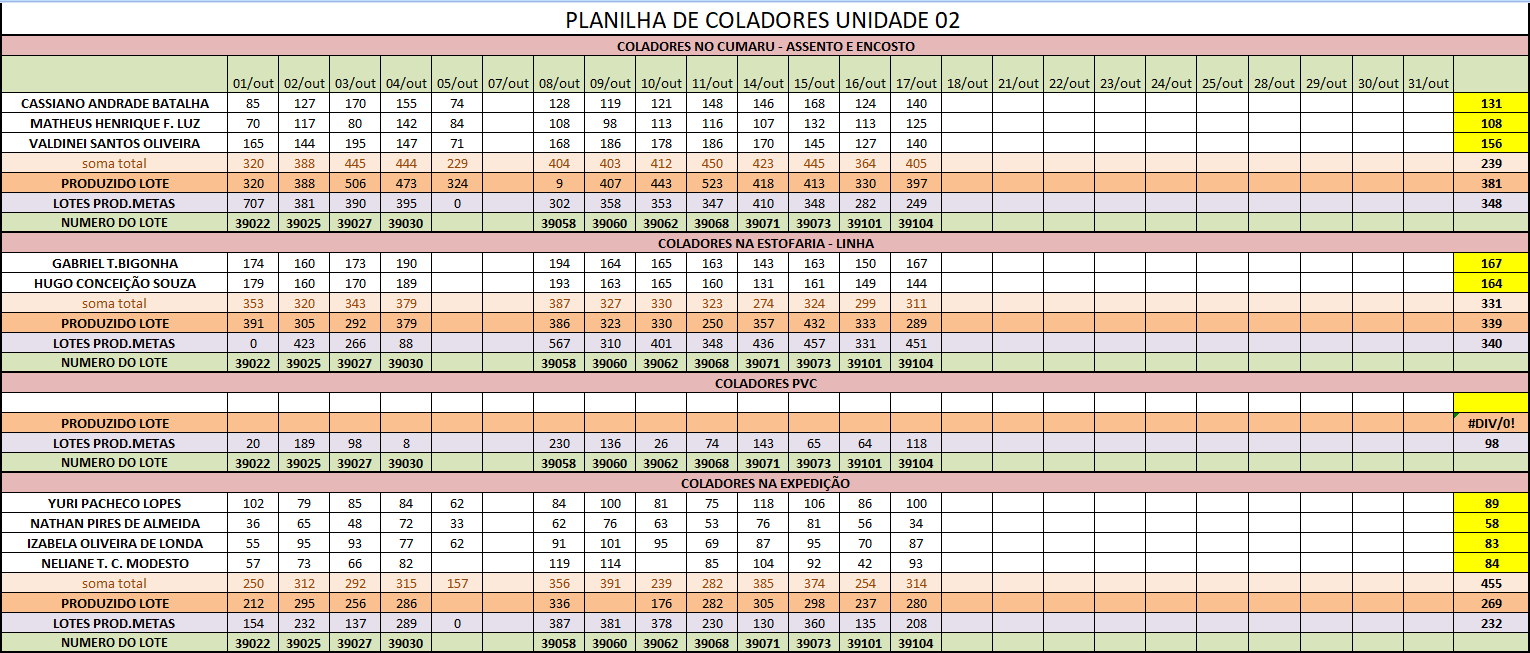 PLANILHA DE COLADORES UNIDADE 02
COLADORES NO CUMARU - ASSENTO E ENCOSTO
01/out 02/out 03/out 04/out 05/out 07/out 08/out 09/out 10/out 11/out 14/out 15/out 16/out 17/out 18/out 21/out 22/out 23/out 24/out 25/out 28/out 29/out 30/out 31/out
CASSIANO ANDRADE BATALHA 85 127 170 155 74 128 119 121 148 146 168 124 140 131
MATHEUS HENRIQUE F. LUZ 70 117 80 142 84 108 98 113 116 107 132 113 125 108
VALDINEI SANTOS OLIVEIRA 165 144 195 147 71 168 186 178 186 170 145 127 140 156
soma total 320 388 445 444 229 404 403 412 450 423 445 364 405 239
PRODUZIDO LOTE 320 388 506 473 324 9 407 443 523 418 413 330 397 381
LOTES PROD.METAS 707 381 390 395 0 302 358 353 347 410 348 282 249 348
NUMERO DO LOTE 39022 39025 39027 39030 39058 39060 39062 39068 39071 39073 39101 39104
COLADORES NA ESTOFARIA - LINHA
GABRIEL T.BIGONHA 174 160 173 190 194 164 165 163 143 163 150 167 167
HUGO CONCEIÇÃO SOUZA 179 160 170 189 193 163 165 160 131 161 149 144 164
soma total 353 320 343 379 387 327 330 323 274 324 299 311 331
PRODUZIDO LOTE 391 305 292 379 386 323 330 250 357 432 333 289 339
LOTES PROD.METAS 0 423 266 88 567 310 401 348 436 457 331 451 340
NUMERO DO LOTE 39022 39025 39027 39030 39058 39060 39062 39068 39071 39073 39101 39104
COLADORES PVC
PRODUZIDO LOTE #DIV/0!
LOTES PROD.METAS 20 189 98 8 230 136 26 74 143 65 64 118 98
NUMERO DO LOTE 39022 39025 39027 39030 39058 39060 39062 39068 39071 39073 39101 39104
COLADORES NA EXPEDIÇÃO
YURI PACHECO LOPES 102 79 85 84 62 84 100 81 75 118 106 86 100 89
NATHAN PIRES DE ALMEIDA 36 65 48 72 33 62 76 63 53 76 81 56 34 58
IZABELA OLIVEIRA DE LONDA 55 95 93 77 62 91 101 95 69 87 95 70 87 83
NELIANE T. C. MODESTO 57 73 66 82 119 114 85 104 92 42 93 84
soma total 250 312 292 315 157 356 391 239 282 385 374 254 314 455
PRODUZIDO LOTE 212 295 256 286 336 176 282 305 298 237 280 269
LOTES PROD.METAS 154 232 137 289 0 387 381 378 230 130 360 135 208 232
NUMERO DO LOTE 39022 39025 39027 39030 39058 39060 39062 39068 39071 39073 39101 39104